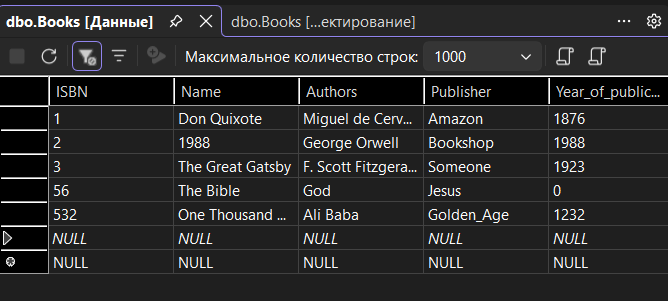 dbo.Books [Данные] dbo.Books [...ектирование]
Максимальное количество строк: 1000
ISBN Name Authors Publisher Year_of_public...
1 Don Quixote Miguel de Cerv... Amazon 1876
2 1988 George Orwell Bookshop 1988
3 The Great Gatsby F. Scott Fitzgera... Someone 1923
56 The Bible God Jesus 0
532 One Thousand ... Ali Baba Golden_Age 1232
NULL NULL NULL NULL NULL
NULL NULL NULL NULL NULL